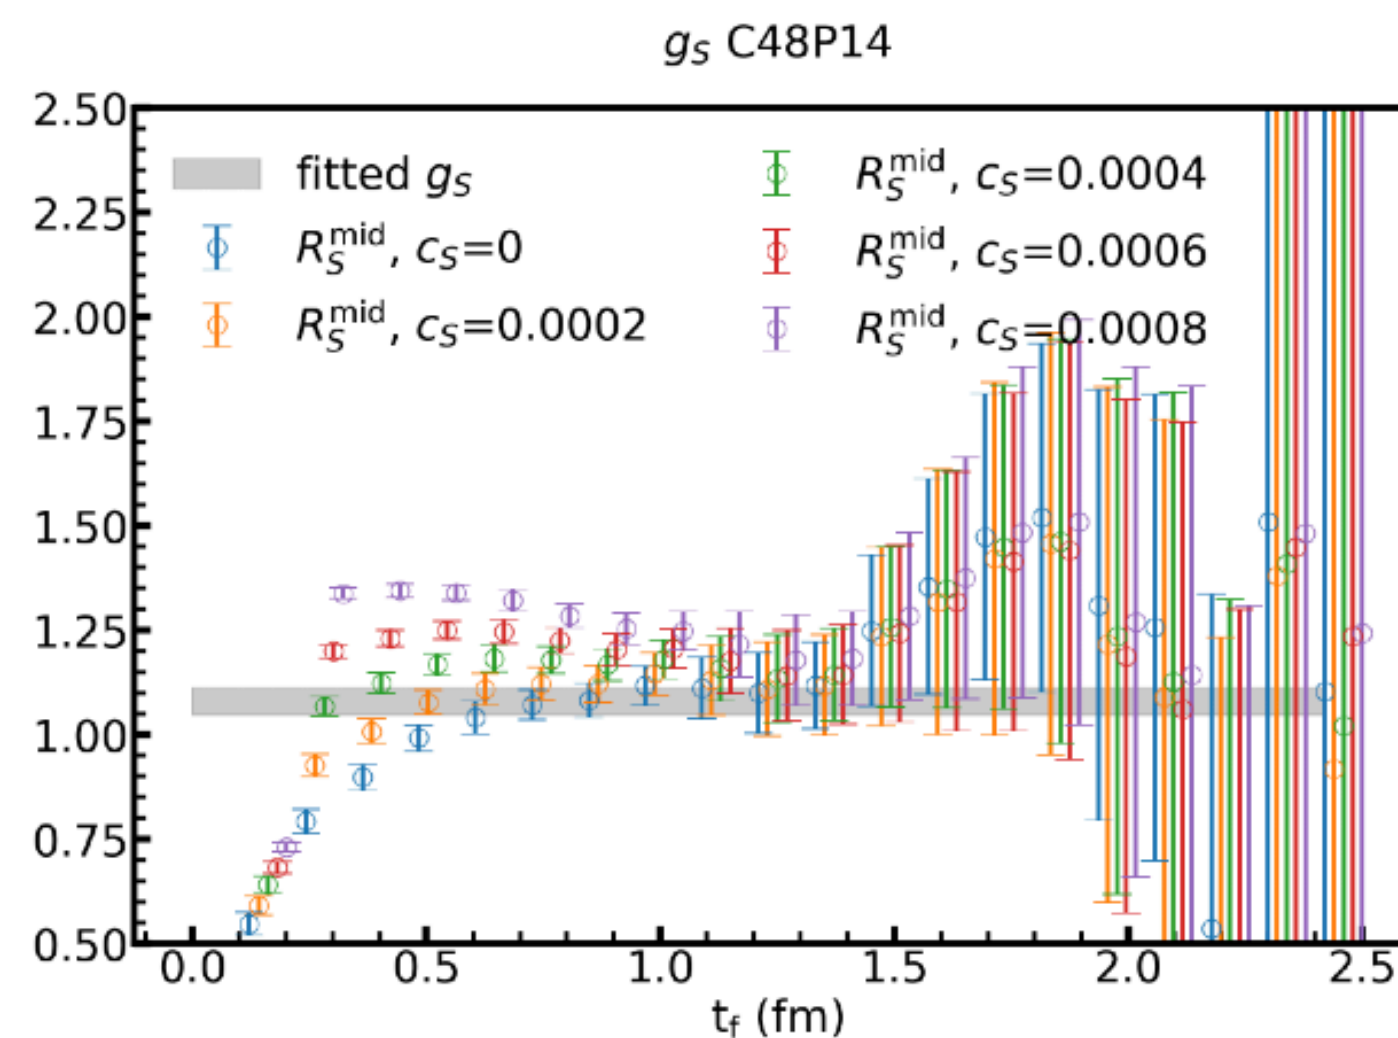 g_S C48P14
2.50
2.25
2.00
1.75
1.50
1.25
1.00
0.75
0.50
fitted g_S
R_S^mid, c_S=0
R_S^mid, c_S=0.0002
R_S^mid, c_S=0.0004
R_S^mid, c_S=0.0006
R_S^mid, c_S=0.0008
0.0 0.5 1.0 1.5 2.0 2.5
t_f (fm)